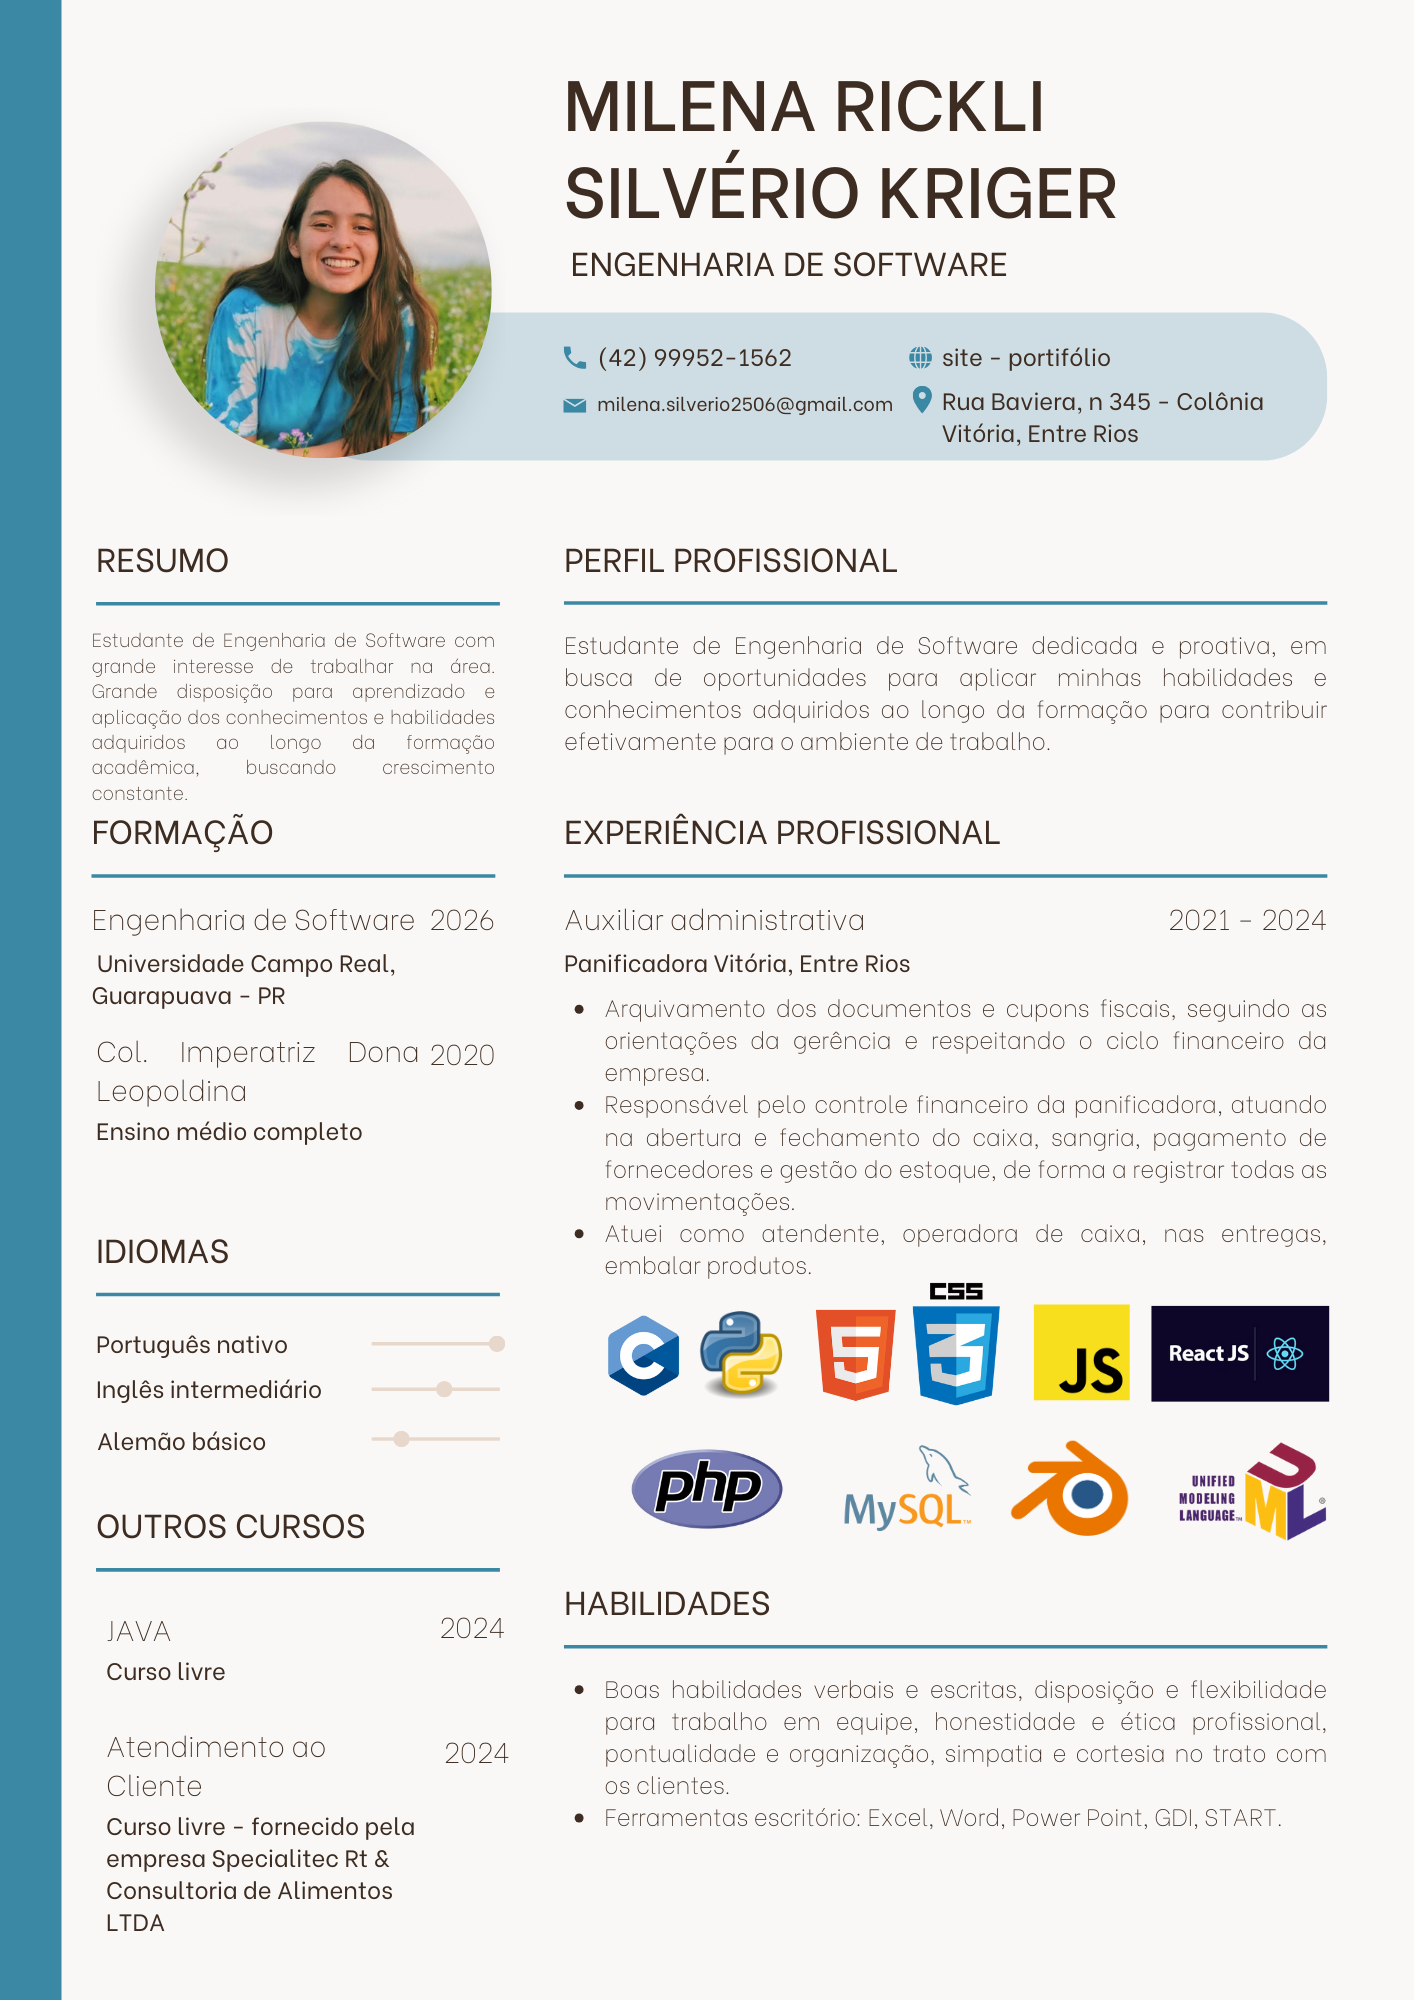 MILENA RICKLI
SILVÉRIO KRIGER
ENGENHARIA DE SOFTWARE
(42) 99952-1562
milena.silverio2506@gmail.com
site - portifólio
Rua Baviera, n 345 - Colônia
Vitória, Entre Rios
RESUMO
Estudante de Engenharia de Software com
grande interesse de trabalhar na área.
Grande disposição para aprendizado e
aplicação dos conhecimentos e habilidades
adquiridos ao longo da formação
acadêmica, buscando crescimento
constante.
FORMAÇÃO
Engenharia de Software 2026
Universidade Campo Real,
Guarapuava - PR
Col. Imperatriz Dona 2020
Leopoldina
Ensino médio completo
IDIOMAS
Português nativo
Inglês intermediário
Alemão básico
OUTROS CURSOS
JAVA 2024
Curso livre
Atendimento ao 2024
Cliente
Curso livre - fornecido pela
empresa Specialitec Rt &
Consultoria de Alimentos
LTDA
PERFIL PROFISSIONAL
Estudante de Engenharia de Software dedicada e proativa, em
busca de oportunidades para aplicar minhas habilidades e
conhecimentos adquiridos ao longo da formação para contribuir
efetivamente para o ambiente de trabalho.
EXPERIÊNCIA PROFISSIONAL
Auxiliar administrativa 2021 - 2024
Panificadora Vitória, Entre Rios
• Arquivamento dos documentos e cupons fiscais, seguindo as
orientações da gerência e respeitando o ciclo financeiro da
empresa.
• Responsável pelo controle financeiro da panificadora, atuando
na abertura e fechamento do caixa, sangria, pagamento de
fornecedores e gestão do estoque, de forma a registrar todas as
movimentações.
• Atuei como atendente, operadora de caixa, nas entregas,
embalar produtos.
CSS
C 5 3 JS React JS
php MySQL™ UNIFIED
MODELING
LANGUAGE™ UML®
HABILIDADES
• Boas habilidades verbais e escritas, disposição e flexibilidade
para trabalho em equipe, honestidade e ética profissional,
pontualidade e organização, simpatia e cortesia no trato com
os clientes.
• Ferramentas escritório: Excel, Word, Power Point, GDI, START.